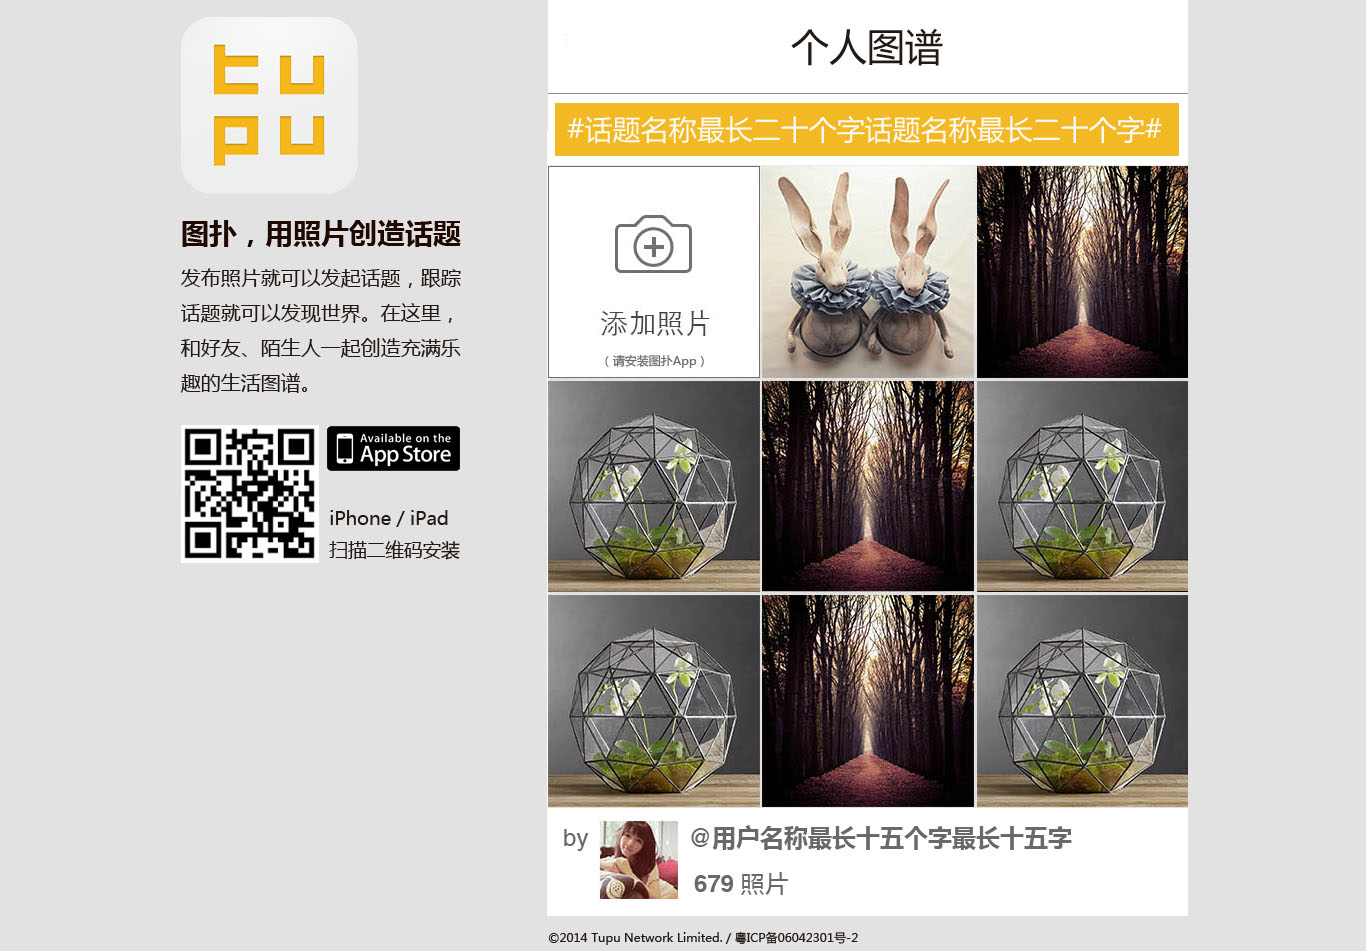 tu
pu
图扑，用照片创造话题
发布照片就可以发起话题，跟踪
话题就可以发现世界。在这里，
和好友、陌生人一起创造充满乐
趣的生活图谱。
Available on the
App Store
iPhone / iPad
扫描二维码安装
个人图谱
#话题名称最长二十个字话题名称最长二十个字#
添加照片
（请安装图扑App）
by
@用户名称最长十五个字最长十五字
679 照片
©2014 Tupu Network Limited. / 粤ICP备06042301号-2